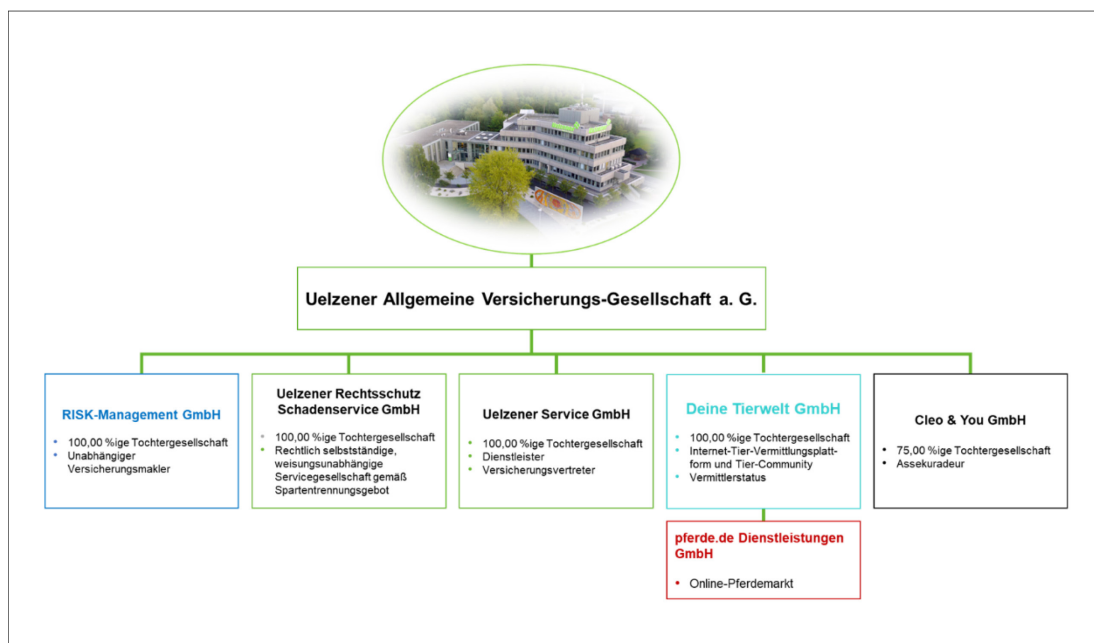 Uelzener Allgemeine Versicherungs-Gesellschaft a. G.
RISK-Management GmbH
• 100,00 %ige Tochtergesellschaft
• Unabhängiger
Versicherungsmakler
Uelzener Rechtsschutz
Schadenservice GmbH
• 100,00 %ige Tochtergesellschaft
• Rechtlich selbstständige,
weisungsunabhängige
Servicegesellschaft gemäß
Spartentrennungsgebot
Uelzener Service GmbH
• 100,00 %ige Tochtergesellschaft
• Dienstleister
• Versicherungsvertreter
Deine Tierwelt GmbH
• 100,00 %ige Tochtergesellschaft
• Internet-Tier-Vermittlungsplatt-
form und Tier-Community
• Vermittlerstatus
Cleo & You GmbH
• 75,00 %ige Tochtergesellschaft
• Assekuradeur
pferde.de Dienstleistungen
GmbH
• Online-Pferdemarkt